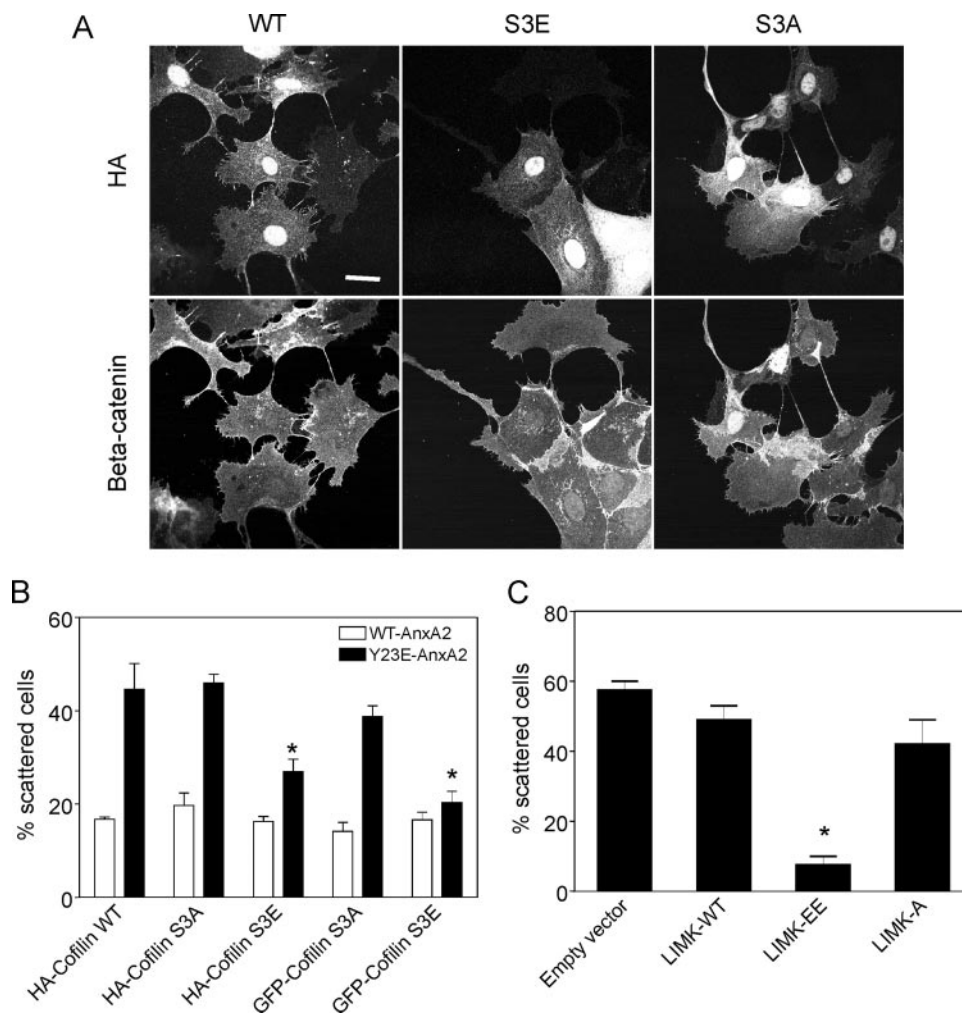 A
WT
S3E
S3A
HA
Beta-catenin
B
% scattered cells
60
40
20
0
WT-AnxA2
Y23E-AnxA2
*
*
HA-Cofilin WT
HA-Cofilin S3A
HA-Cofilin S3E
GFP-Cofilin S3A
GFP-Cofilin S3E
C
% scattered cells
80
60
40
20
0
*
Empty vector
LIMK-WT
LIMK-EE
LIMK-A